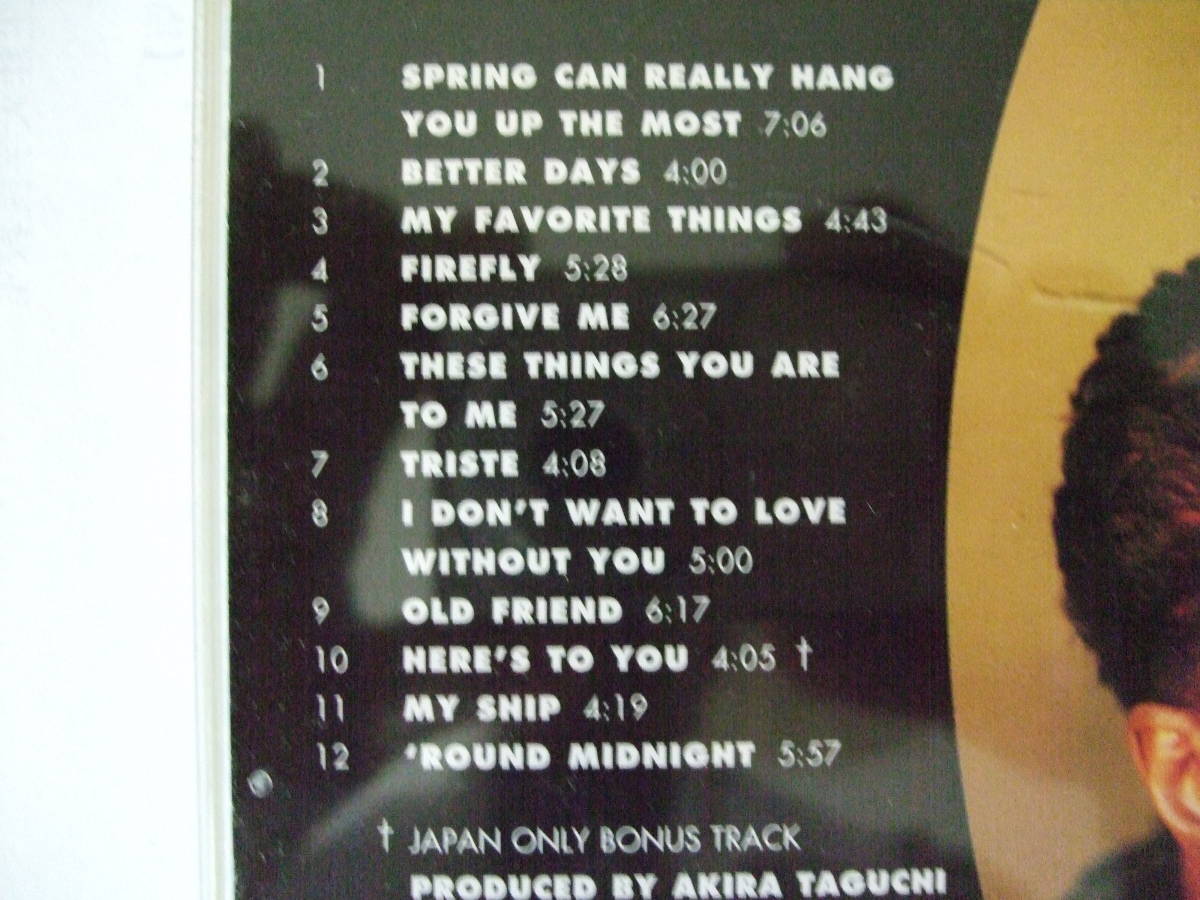 1 SPRING CAN REALLY HANG
YOU UP THE MOST 7:06
2 BETTER DAYS 4:00
3 MY FAVORITE THINGS 4:43
4 FIREFLY 5:28
5 FORGIVE ME 6:27
6 THESE THINGS YOU ARE
TO ME 5:27
7 TRISTE 4:08
8 I DON'T WANT TO LOVE
WITHOUT YOU 5:00
9 OLD FRIEND 6:17
10 HERE'S TO YOU 4:05 †
11 MY SHIP 4:19
12 'ROUND MIDNIGHT 5:57
† JAPAN ONLY BONUS TRACK
PRODUCED BY AKIRA TAGUCHI